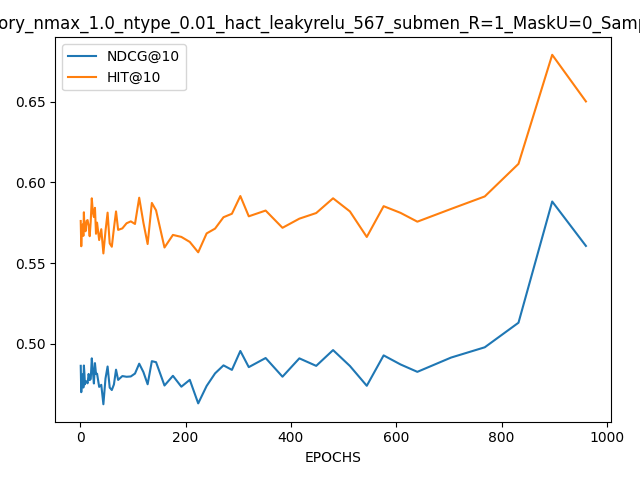 ory_nmax_1.0_ntype_0.01_hact_leakyrelu_567_submen_R=1_MaskU=0_Samp
NDCG@10
HIT@10
0.65
0.60
0.55
0.50
0 200 400 600 800 1000
EPOCHS